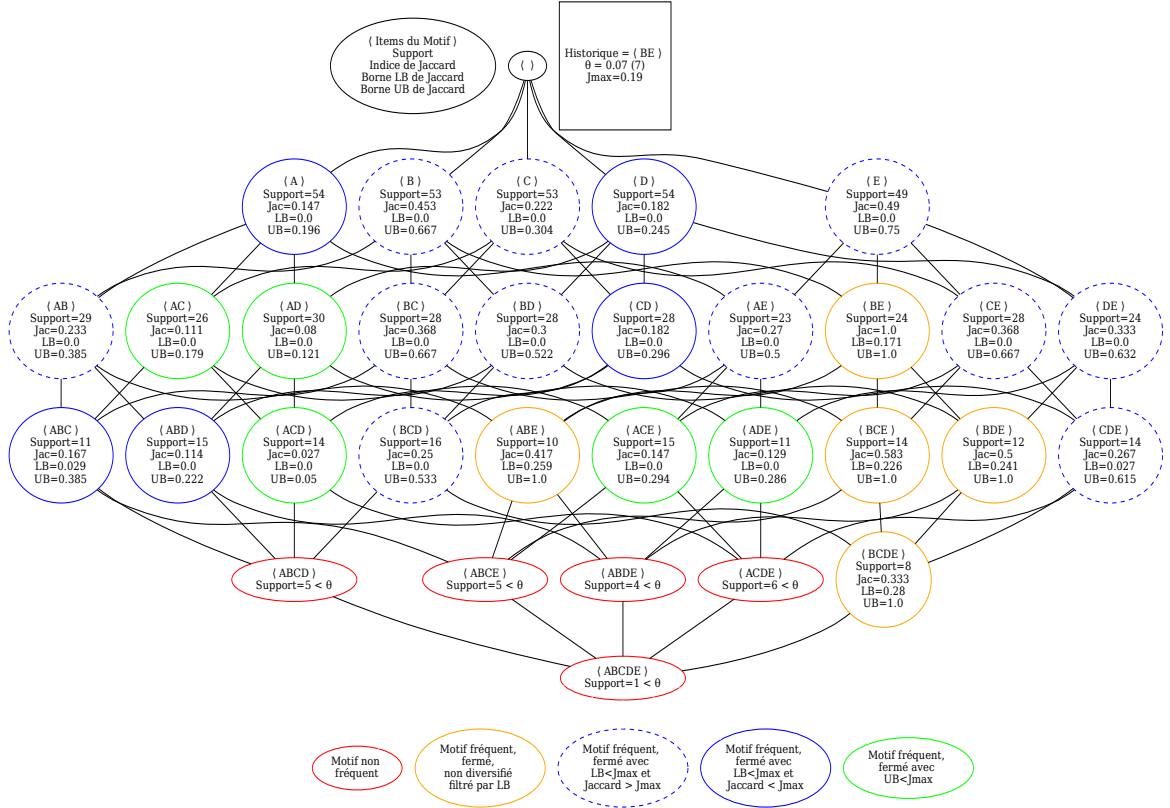 ⟨ Items du Motif ⟩
Support
Indice de Jaccard
Borne LB de Jaccard
Borne UB de Jaccard
⟨ ⟩
Historique = ⟨ BE ⟩
θ = 0.07 (7)
Jmax=0.19
⟨ A ⟩
Support=54
Jac=0.147
LB=0.0
UB=0.196
⟨ B ⟩
Support=53
Jac=0.453
LB=0.0
UB=0.667
⟨ C ⟩
Support=53
Jac=0.222
LB=0.0
UB=0.304
⟨ D ⟩
Support=54
Jac=0.182
LB=0.0
UB=0.245
⟨ E ⟩
Support=49
Jac=0.49
LB=0.0
UB=0.75
⟨ AB ⟩
Support=29
Jac=0.233
LB=0.0
UB=0.385
⟨ AC ⟩
Support=26
Jac=0.111
LB=0.0
UB=0.179
⟨ AD ⟩
Support=30
Jac=0.08
LB=0.0
UB=0.121
⟨ BC ⟩
Support=28
Jac=0.368
LB=0.0
UB=0.667
⟨ BD ⟩
Support=28
Jac=0.3
LB=0.0
UB=0.522
⟨ CD ⟩
Support=28
Jac=0.182
LB=0.0
UB=0.296
⟨ AE ⟩
Support=23
Jac=0.27
LB=0.0
UB=0.5
⟨ BE ⟩
Support=24
Jac=1.0
LB=0.171
UB=1.0
⟨ CE ⟩
Support=28
Jac=0.368
LB=0.0
UB=0.667
⟨ DE ⟩
Support=24
Jac=0.333
LB=0.0
UB=0.632
⟨ ABC ⟩
Support=11
Jac=0.167
LB=0.029
UB=0.385
⟨ ABD ⟩
Support=15
Jac=0.114
LB=0.0
UB=0.222
⟨ ACD ⟩
Support=14
Jac=0.027
LB=0.0
UB=0.05
⟨ BCD ⟩
Support=16
Jac=0.25
LB=0.0
UB=0.533
⟨ ABE ⟩
Support=10
Jac=0.417
LB=0.259
UB=1.0
⟨ ACE ⟩
Support=15
Jac=0.147
LB=0.0
UB=0.294
⟨ ADE ⟩
Support=11
Jac=0.129
LB=0.0
UB=0.286
⟨ BCE ⟩
Support=14
Jac=0.583
LB=0.226
UB=1.0
⟨ BDE ⟩
Support=12
Jac=0.5
LB=0.241
UB=1.0
⟨ CDE ⟩
Support=14
Jac=0.267
LB=0.027
UB=0.615
⟨ ABCD ⟩
Support=5 < θ
⟨ ABCE ⟩
Support=5 < θ
⟨ ABDE ⟩
Support=4 < θ
⟨ ACDE ⟩
Support=6 < θ
⟨ BCDE ⟩
Support=8
Jac=0.333
LB=0.28
UB=1.0
⟨ ABCDE ⟩
Support=1 < θ
Motif non
fréquent
Motif fréquent,
fermé,
non diversifié
filtré par LB
Motif fréquent,
fermé avec
LB<Jmax et
Jaccard > Jmax
Motif fréquent,
fermé avec
LB<Jmax et
Jaccard < Jmax
Motif fréquent,
fermé avec
UB<Jmax